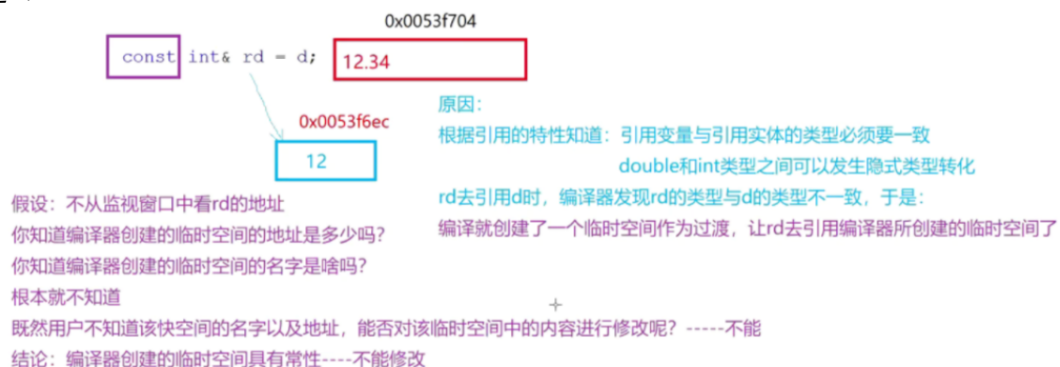 0x0053f704
const int& rd = d;
12.34
0x0053f6ec
12
原因：
根据引用的特性知道：引用变量与引用实体的类型必须要一致
double和int类型之间可以发生隐式类型转化
rd去引用d时，编译器发现rd的类型与d的类型不一致，于是：
编译就创建了一个临时空间作为过渡，让rd去引用编译器所创建的临时空间了
假设：不从监视窗口中看rd的地址
你知道编译器创建的临时空间的地址是多少吗？
你知道编译器创建的临时空间的名字是啥吗？
根本就不知道
既然用户不知道该快空间的名字以及地址，能否对该临时空间中的内容进行修改呢？-----不能
结论：编译器创建的临时空间具有常性----不能修改